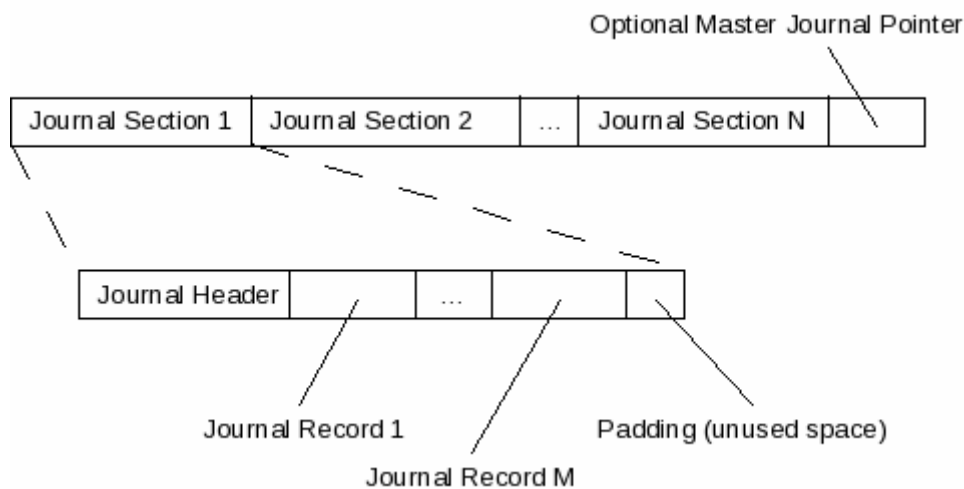 Optional Master Journal Pointer
Journal Section 1 Journal Section 2 ... Journal Section N
Journal Header ...
Journal Record 1 Padding (unused space)
Journal Record M